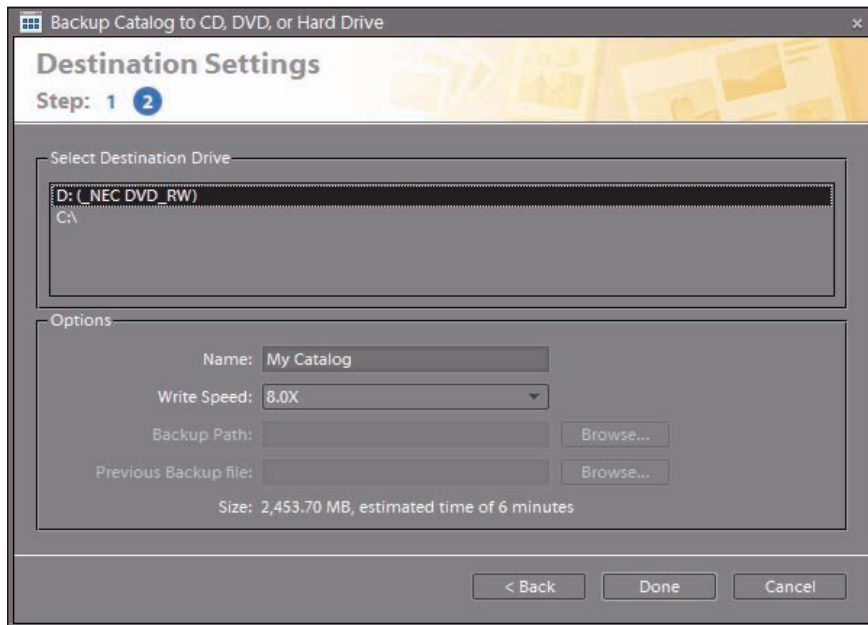 Backup Catalog to CD, DVD, or Hard Drive
Destination Settings
Step: 1 2
Select Destination Drive
D: (_NEC DVD_RW)
C:\
Options
Name: My Catalog
Write Speed: 8.0X
Backup Path: Browse...
Previous Backup file: Browse...
Size: 2,453.70 MB, estimated time of 6 minutes
< Back Done Cancel